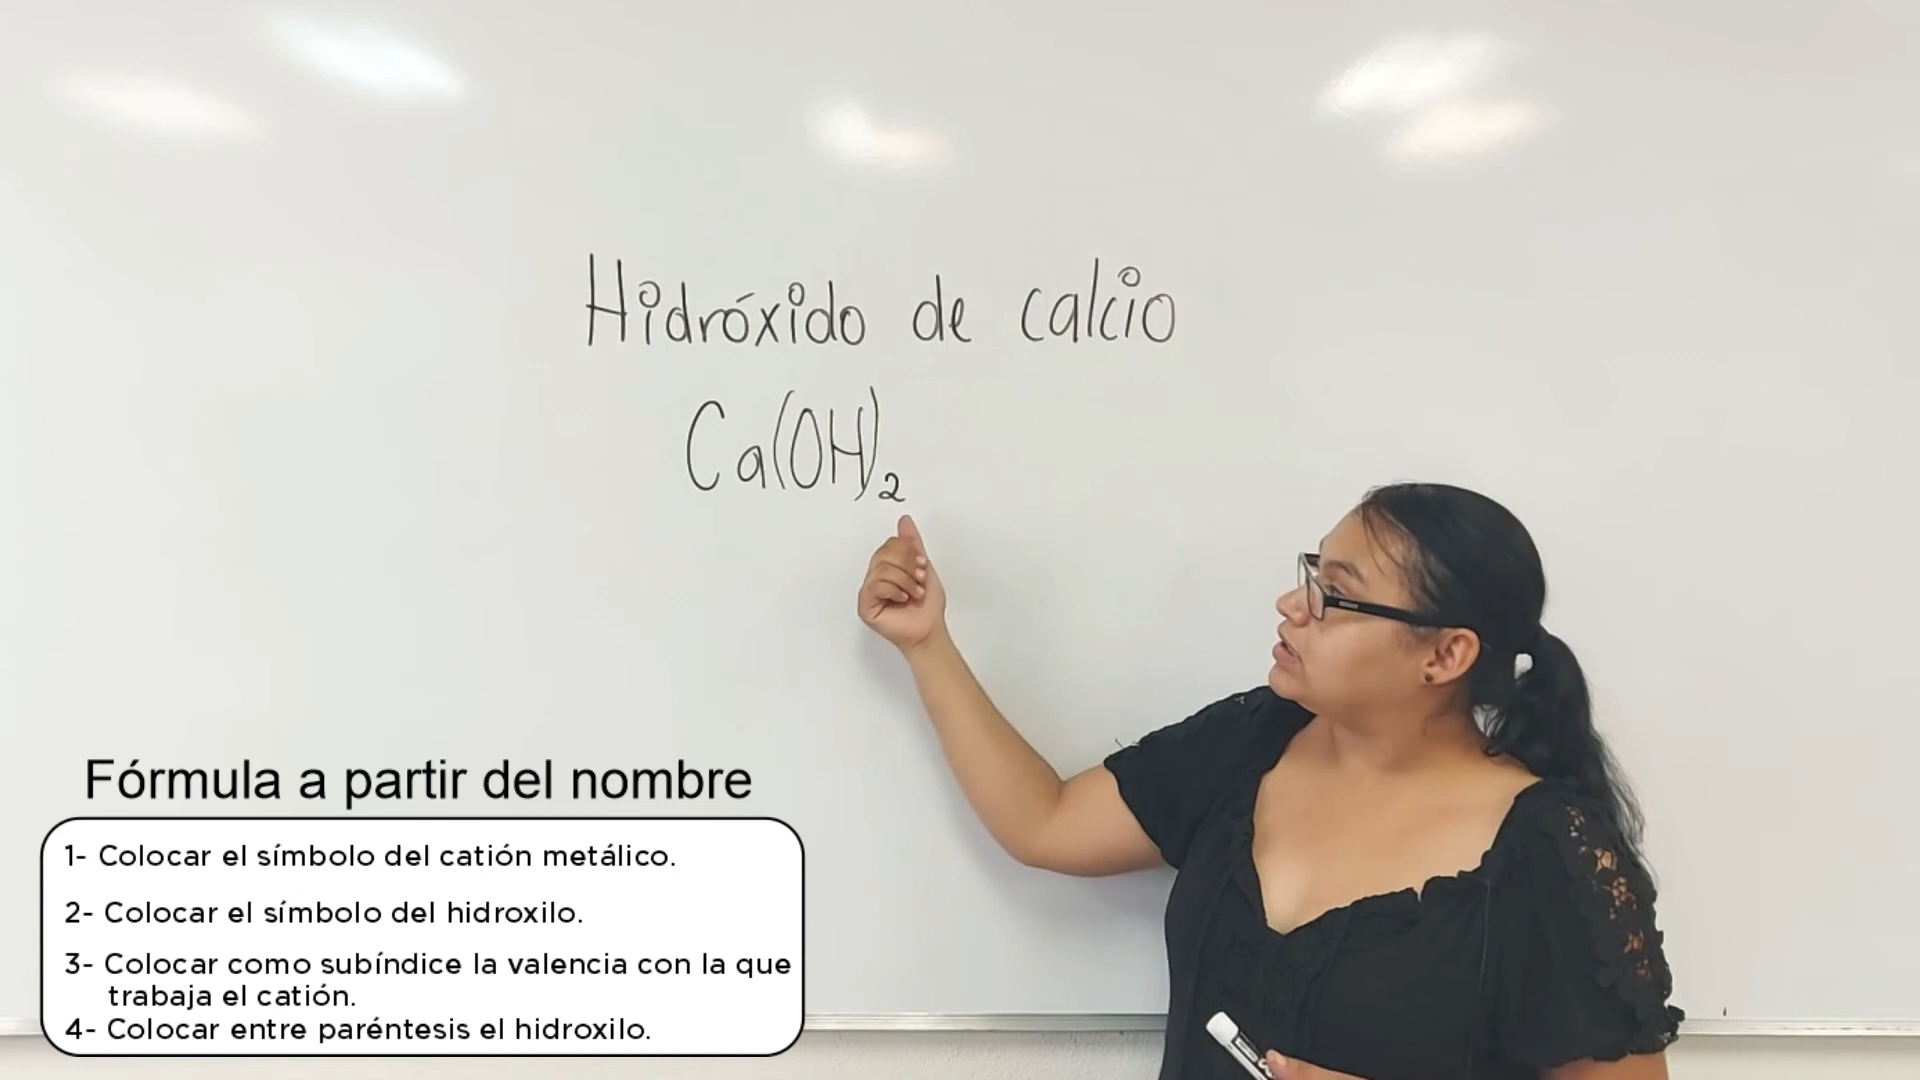 Hidróxido de calcio
Ca(OH)₂
Fórmula a partir del nombre
1- Colocar el símbolo del catión metálico.
2- Colocar el símbolo del hidroxilo.
3- Colocar como subíndice la valencia con la que
trabaja el catión.
4- Colocar entre paréntesis el hidroxilo.